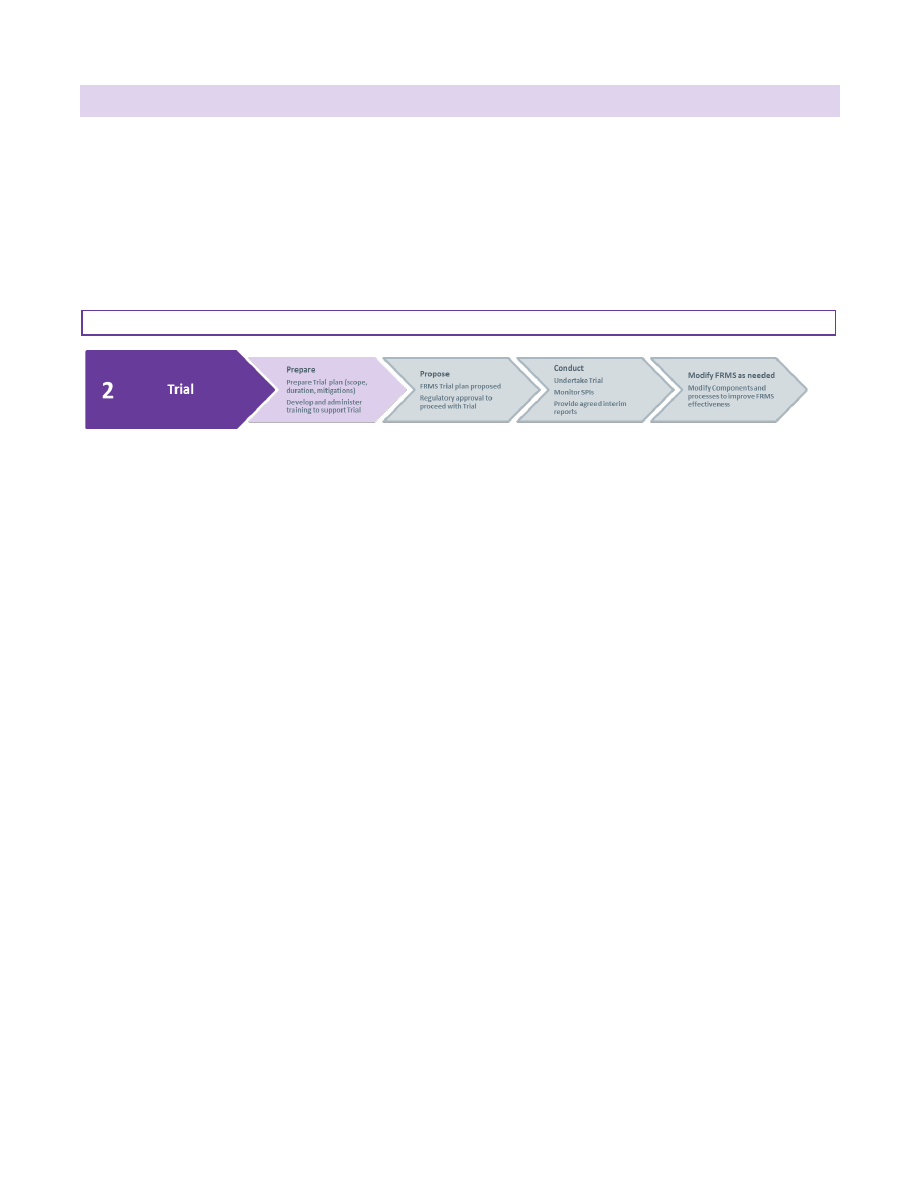 2
Trial
Prepare
Prepare Trial plan (scope,
duration, mitigations)
Develop and administer
training to support Trial
Propose
FRMS Trial plan proposed
Regulatory approval to
proceed with Trial
Conduct
Undertake Trial
Monitor SPIs
Provide agreed interim
reports
Modify FRMS as needed
Modify Components and
processes to improve FRMS
effectiveness